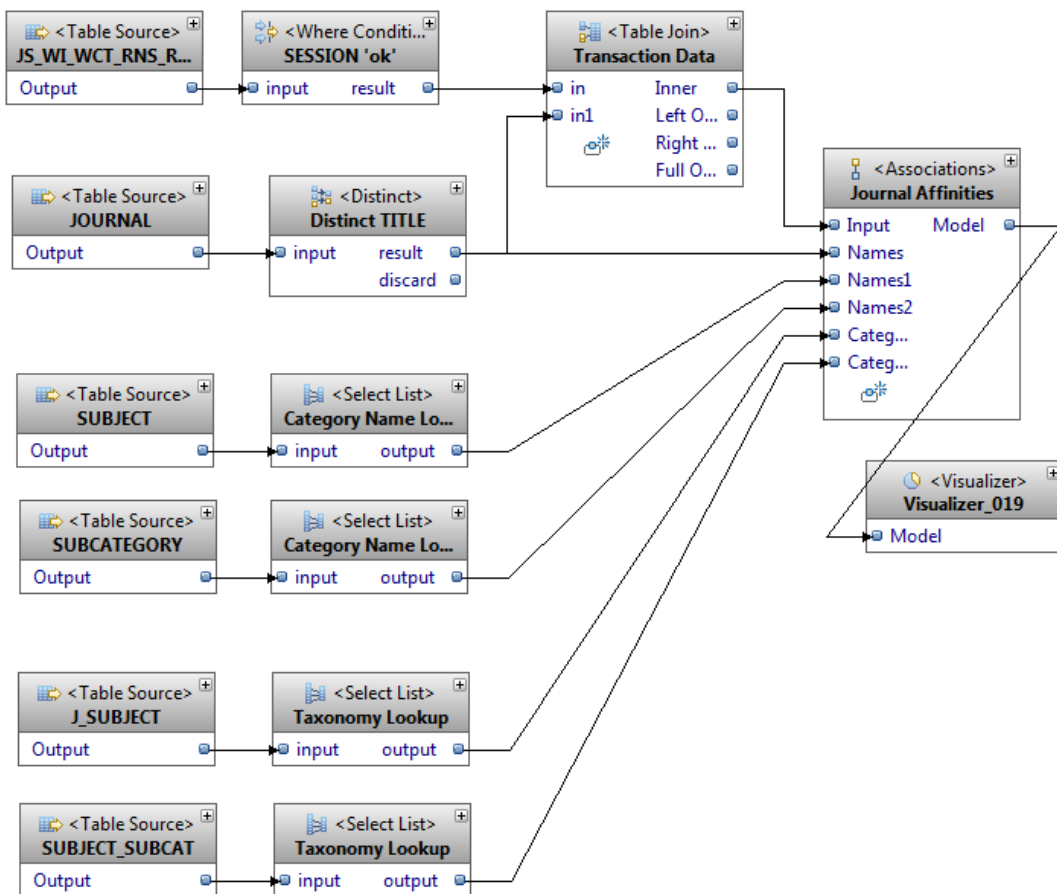 <Table Source>
JS_WI_WCT_RNS_R...
Output
<Where Conditi...
SESSION 'ok'
input result
<Table Join>
Transaction Data
in Inner
in1 Left O...
Right ...
Full O...
<Table Source>
JOURNAL
Output
<Distinct>
Distinct TITLE
input result
discard
<Associations>
Journal Affinities
Input Model
Names
Names1
Names2
Categ...
Categ...
<Table Source>
SUBJECT
Output
<Select List>
Category Name Lo...
input output
<Visualizer>
Visualizer_019
Model
<Table Source>
SUBCATEGORY
Output
<Select List>
Category Name Lo...
input output
<Table Source>
J_SUBJECT
Output
<Select List>
Taxonomy Lookup
input output
<Table Source>
SUBJECT_SUBCAT
Output
<Select List>
Taxonomy Lookup
input output